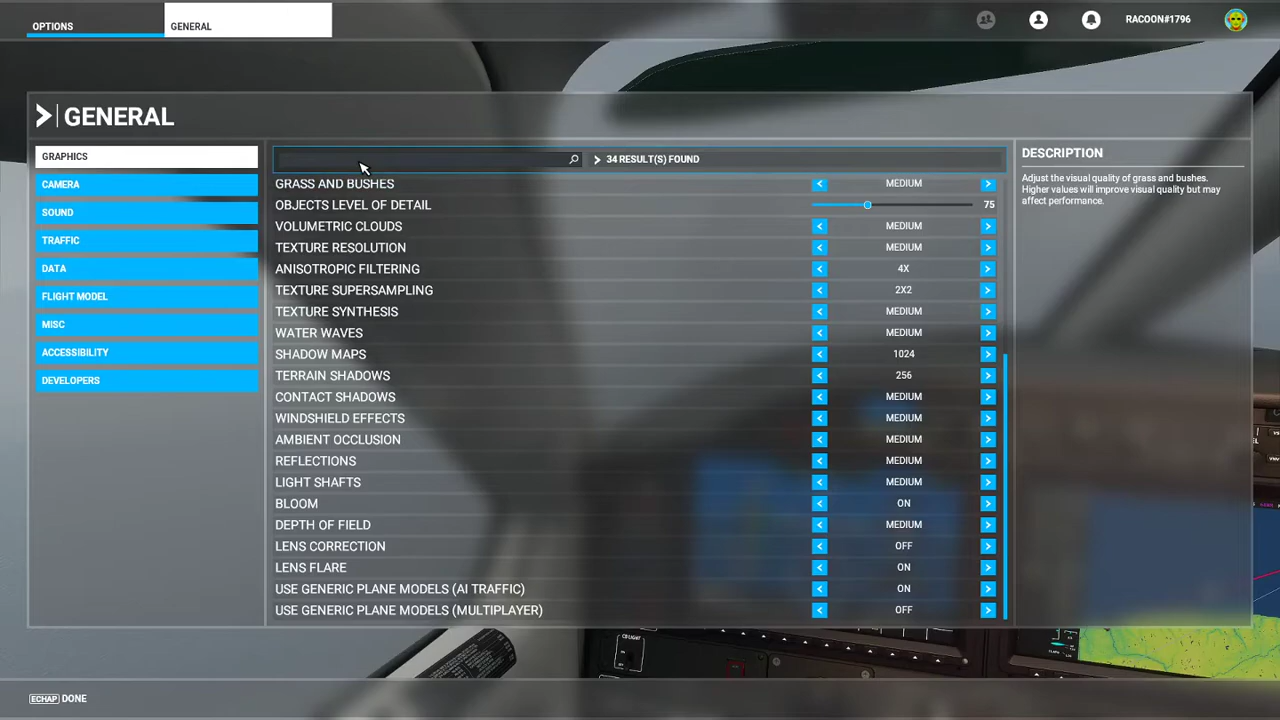 OPTIONS
GENERAL
RACOON#1796
GENERAL
GRAPHICS
CAMERA
SOUND
TRAFFIC
DATA
FLIGHT MODEL
MISC
ACCESSIBILITY
DEVELOPERS
34 RESULT(S) FOUND
GRASS AND BUSHES MEDIUM
OBJECTS LEVEL OF DETAIL 75
VOLUMETRIC CLOUDS MEDIUM
TEXTURE RESOLUTION MEDIUM
ANISOTROPIC FILTERING 4X
TEXTURE SUPERSAMPLING 2X2
TEXTURE SYNTHESIS MEDIUM
WATER WAVES MEDIUM
SHADOW MAPS 1024
TERRAIN SHADOWS 256
CONTACT SHADOWS MEDIUM
WINDSHIELD EFFECTS MEDIUM
AMBIENT OCCLUSION MEDIUM
REFLECTIONS MEDIUM
LIGHT SHAFTS MEDIUM
BLOOM ON
DEPTH OF FIELD MEDIUM
LENS CORRECTION OFF
LENS FLARE ON
USE GENERIC PLANE MODELS (AI TRAFFIC) ON
USE GENERIC PLANE MODELS (MULTIPLAYER) OFF
DESCRIPTION
Adjust the visual quality of grass and bushes.
Higher values will improve visual quality but may
affect performance.
CB LIGHT
ECHAP DONE